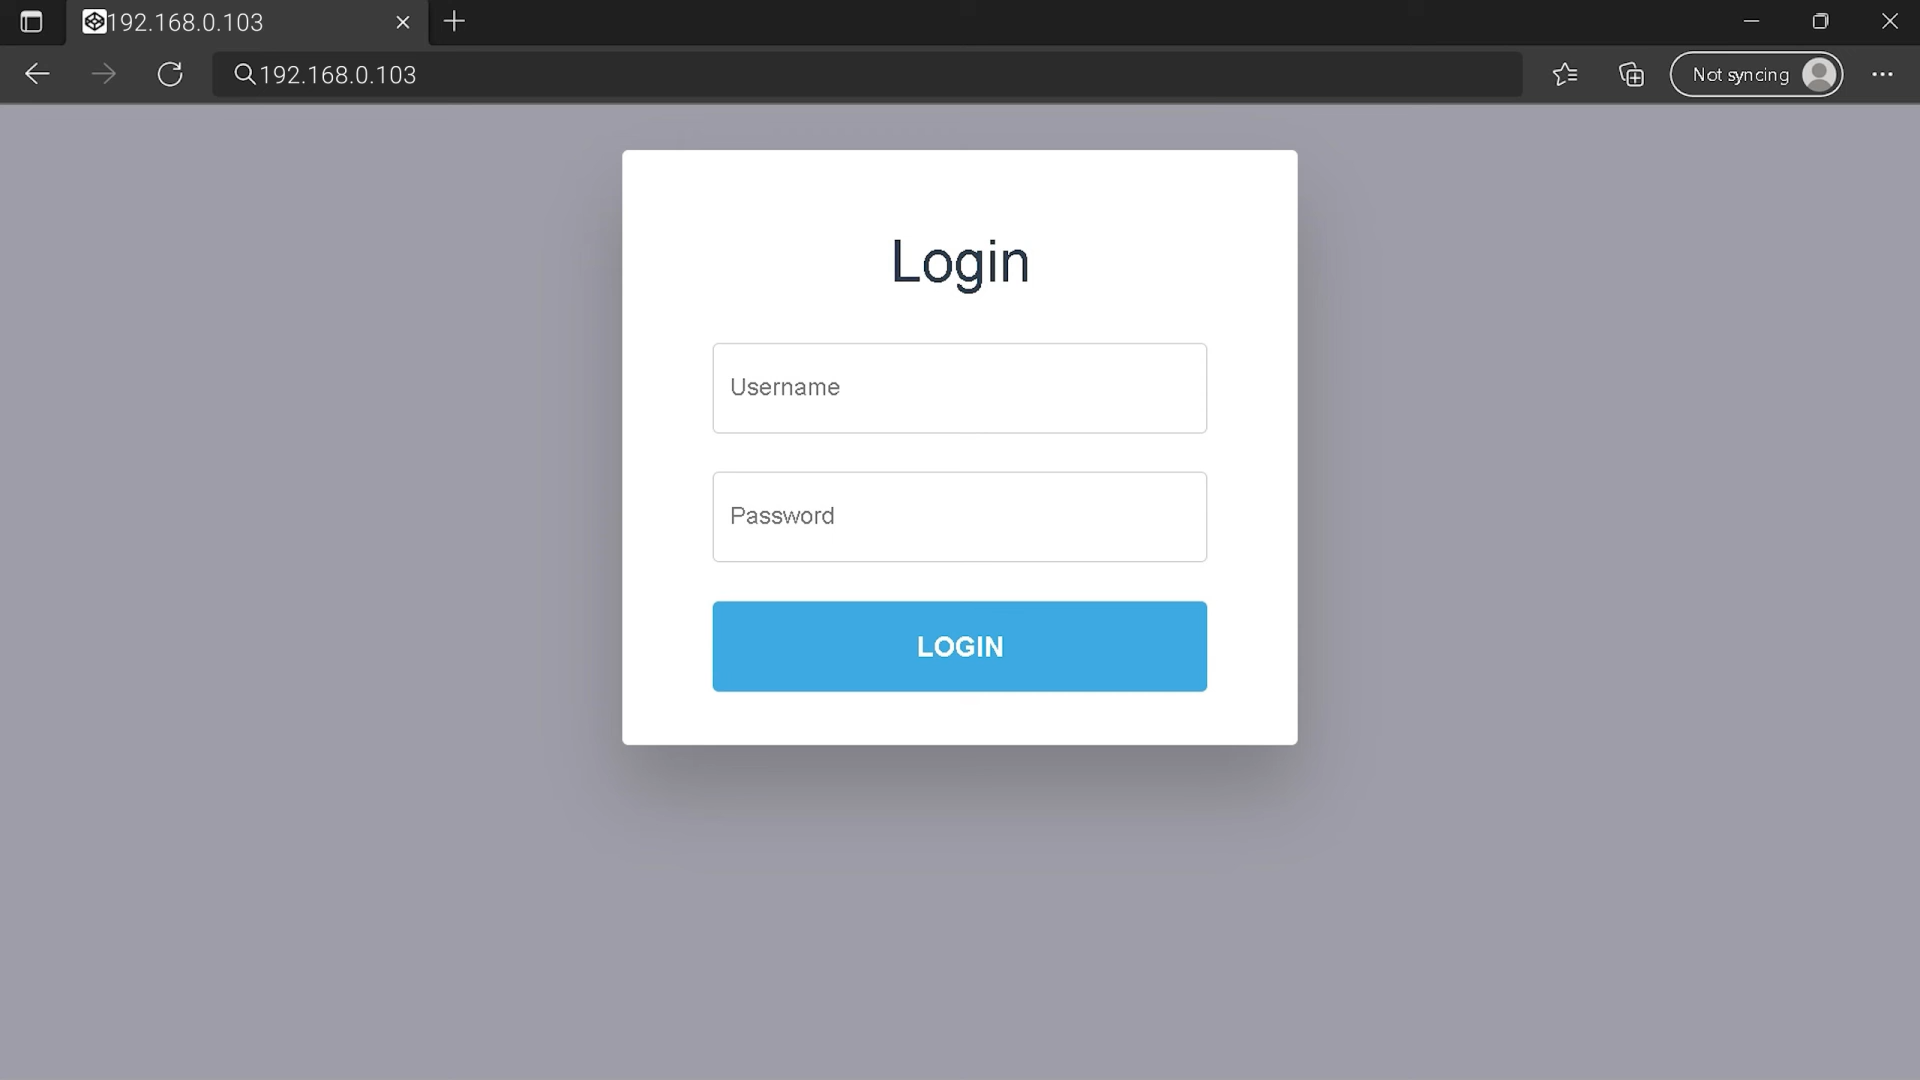 192.168.0.103
192.168.0.103
Not syncing
Login
Username
Password
LOGIN